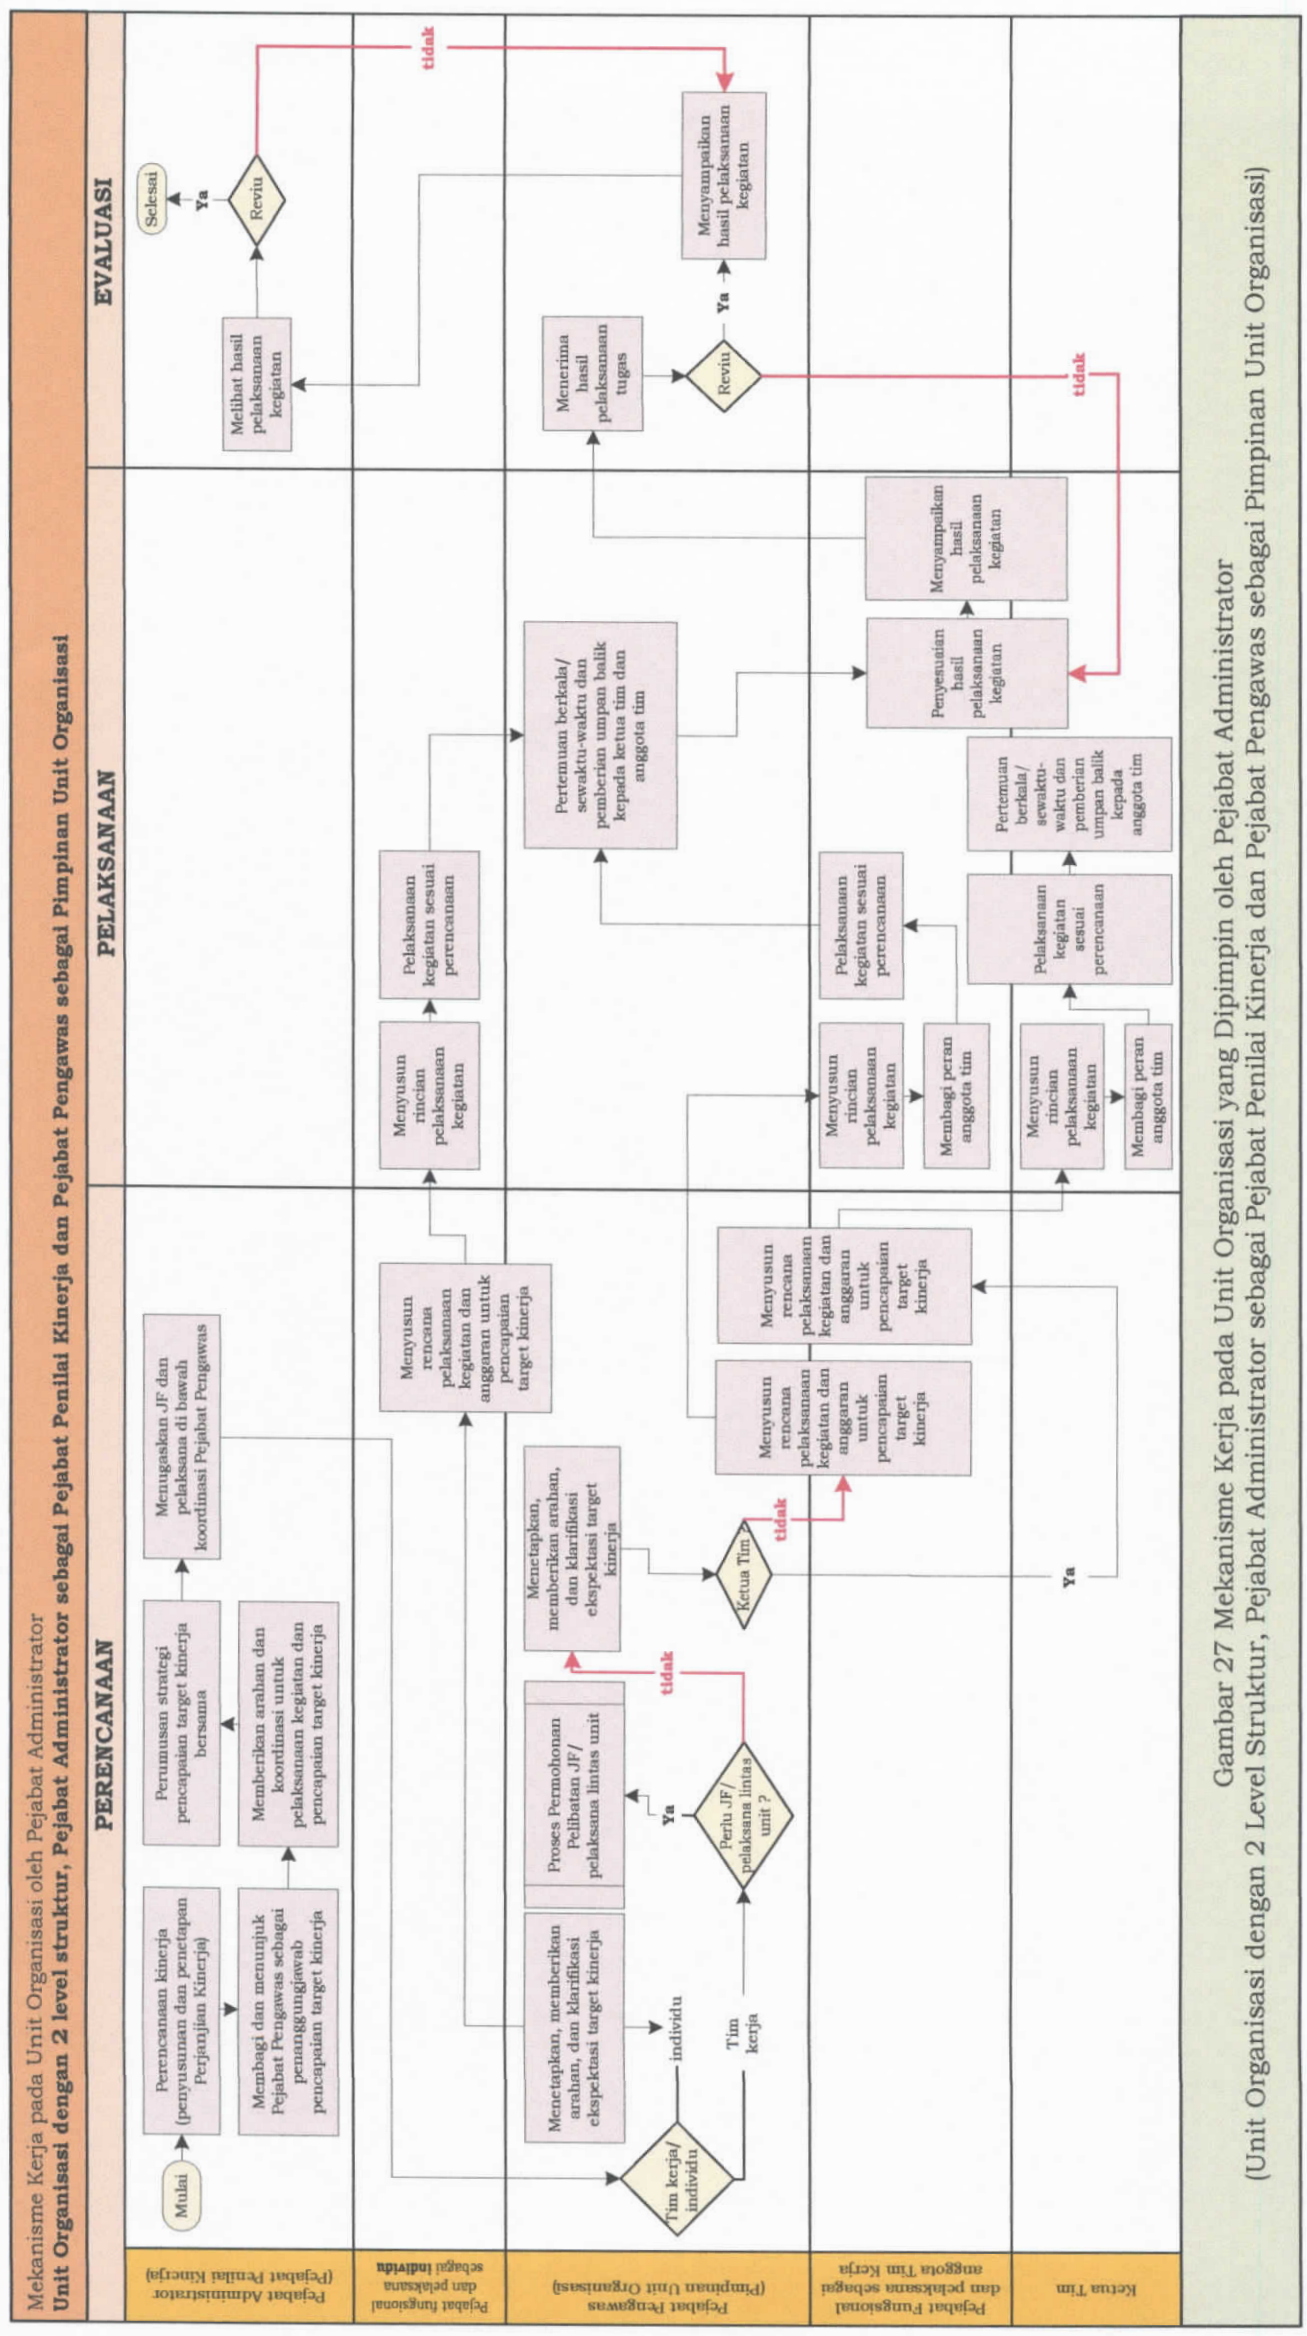 Mekanisme Kerja pada Unit Organisasi oleh Pejabat Administrator
Unit Organisasi dengan 2 level struktur, Pejabat Administrator sebagai Pejabat Penilai Kinerja dan Pejabat Pengawas sebagai Pimpinan Unit Organisasi
PERENCANAAN
PELAKSANAAN
EVALUASI
Pejabat Administrator
(Pejabat Penilai Kinerja)
Mulai
Perencanaan kinerja
(penyusunan dan penetapan
Perjanjian Kinerja)
Membagi dan menunjuk
Pejabat Pengawas sebagai
penanggungjawab
pencapaian target kinerja
Perumusan strategi
pencapaian target kinerja
bersama
Memberikan arahan dan
koordinasi untuk
pelaksanaan kegiatan dan
pencapaian target kinerja
Menugaskan JF dan
pelaksana di bawah
koordinasi Pejabat Pengawas
Melihat hasil
pelaksanaan
kegiatan
Reviu
Ya
Selesai
tidak
Pejabat fungsional
dan pelaksana
sebagai individu
Menyusun
rencana
pelaksanaan
kegiatan dan
anggaran untuk
pencapaian
target kinerja
Menyusun
rincian
pelaksanaan
kegiatan
Pelaksanaan
kegiatan sesuai
perencanaan
Pejabat Pengawas
(Pimpinan Unit Organisasi)
Tim kerja/
individu
Menetapkan, memberikan
arahan, dan klarifikasi
ekspektasi target kinerja
individu
Tim
kerja
Proses Permohonan
Pelibatan JF/
pelaksana lintas unit
Ya
Perlu JF/
pelaksana lintas
unit ?
tidak
Menetapkan,
memberikan arahan,
dan klarifikasi
ekspektasi target
kinerja
Ketua Tim ?
tidak
Ya
Pertemuan berkala/
sewaktu-waktu dan
pemberian umpan balik
kepada ketua tim dan
anggota tim
Menerima
hasil
pelaksanaan
tugas
Reviu
Ya
Menyampaikan
hasil pelaksanaan
kegiatan
tidak
Pejabat Fungsional
dan pelaksana sebagai
anggota Tim Kerja
Menyusun
rencana
pelaksanaan
kegiatan dan
anggaran
untuk
pencapaian
target
kinerja
Menyusun
rencana
pelaksanaan
kegiatan dan
anggaran
untuk
pencapaian
target
kinerja
Menyusun
rincian
pelaksanaan
kegiatan
Membagi peran
anggota tim
Pelaksanaan
kegiatan sesuai
perencanaan
Penyesuaian
hasil
pelaksanaan
kegiatan
Menyampaikan
hasil
pelaksanaan
kegiatan
Ketua Tim
Menyusun
rincian
pelaksanaan
kegiatan
Membagi peran
anggota tim
Pelaksanaan
kegiatan
sesuai
perencanaan
Pertemuan
berkala/
sewaktu-
waktu dan
pemberian
umpan balik
kepada
anggota tim
Gambar 27 Mekanisme Kerja pada Unit Organisasi yang Dipimpin oleh Pejabat Administrator
(Unit Organisasi dengan 2 Level Struktur, Pejabat Administrator sebagai Pejabat Penilai Kinerja dan Pejabat Pengawas sebagai Pimpinan Unit Organisasi)